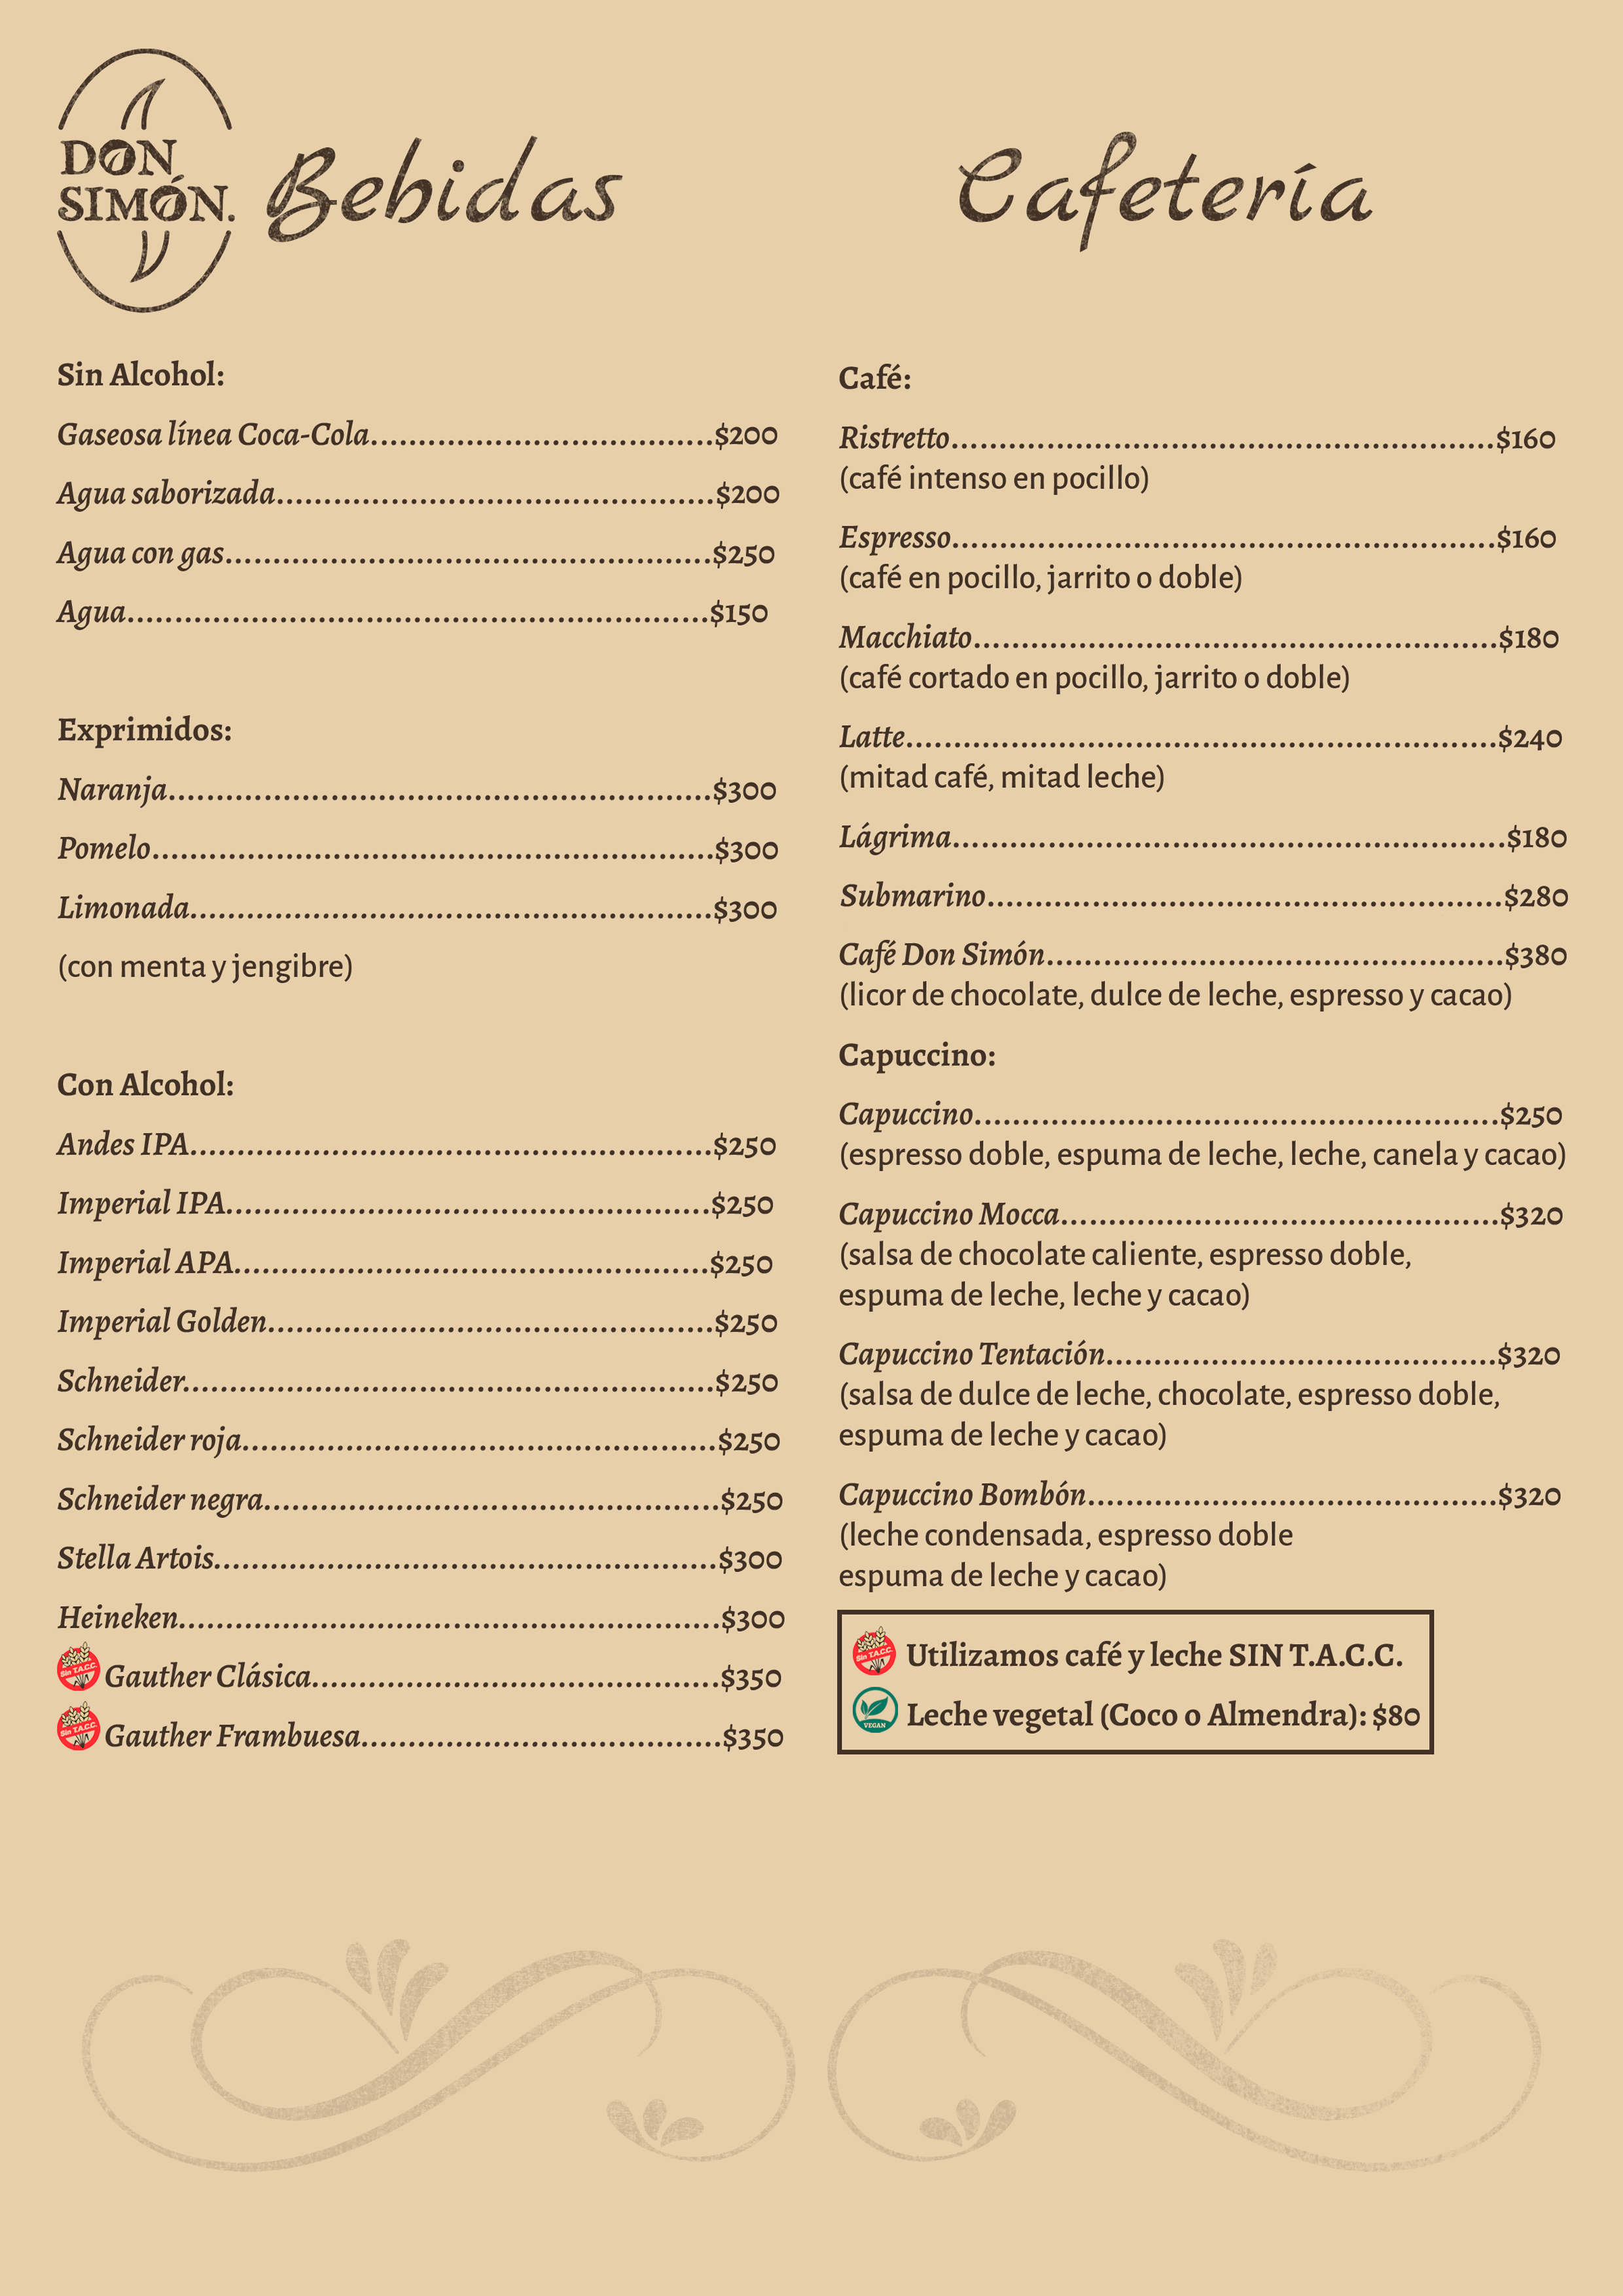 DON
SIMÓN.
Bebidas
Sin Alcohol:
Gaseosa línea Coca-Cola....................................$200
Agua saborizada..............................................$200
Agua con gas...................................................$250
Agua.............................................................$150
Exprimidos:
Naranja.........................................................$300
Pomelo...........................................................$300
Limonada.......................................................$300
(con menta y jengibre)
Con Alcohol:
Andes IPA.......................................................$250
Imperial IPA...................................................$250
Imperial APA..................................................$250
Imperial Golden...............................................$250
Schneider........................................................$250
Schneider roja..................................................$250
Schneider negra................................................$250
Stella Artois.....................................................$300
Heineken.........................................................$300
Sin T.A.C.C. Gauther Clásica...........................................$350
Sin T.A.C.C. Gauther Frambuesa......................................$350
Cafetería
Café:
Ristretto.........................................................$160
(café intenso en pocillo)
Espresso.........................................................$160
(café en pocillo, jarrito o doble)
Macchiato.......................................................$180
(café cortado en pocillo, jarrito o doble)
Latte..............................................................$240
(mitad café, mitad leche)
Lágrima..........................................................$180
Submarino......................................................$280
Café Don Simón................................................$380
(licor de chocolate, dulce de leche, espresso y cacao)
Capuccino:
Capuccino.......................................................$250
(espresso doble, espuma de leche, leche, canela y cacao)
Capuccino Mocca..............................................$320
(salsa de chocolate caliente, espresso doble,
espuma de leche, leche y cacao)
Capuccino Tentación.........................................$320
(salsa de dulce de leche, chocolate, espresso doble,
espuma de leche y cacao)
Capuccino Bombón...........................................$320
(leche condensada, espresso doble
espuma de leche y cacao)
Sin T.A.C.C. Utilizamos café y leche SIN T.A.C.C.
VEGAN Leche vegetal (Coco o Almendra): $80